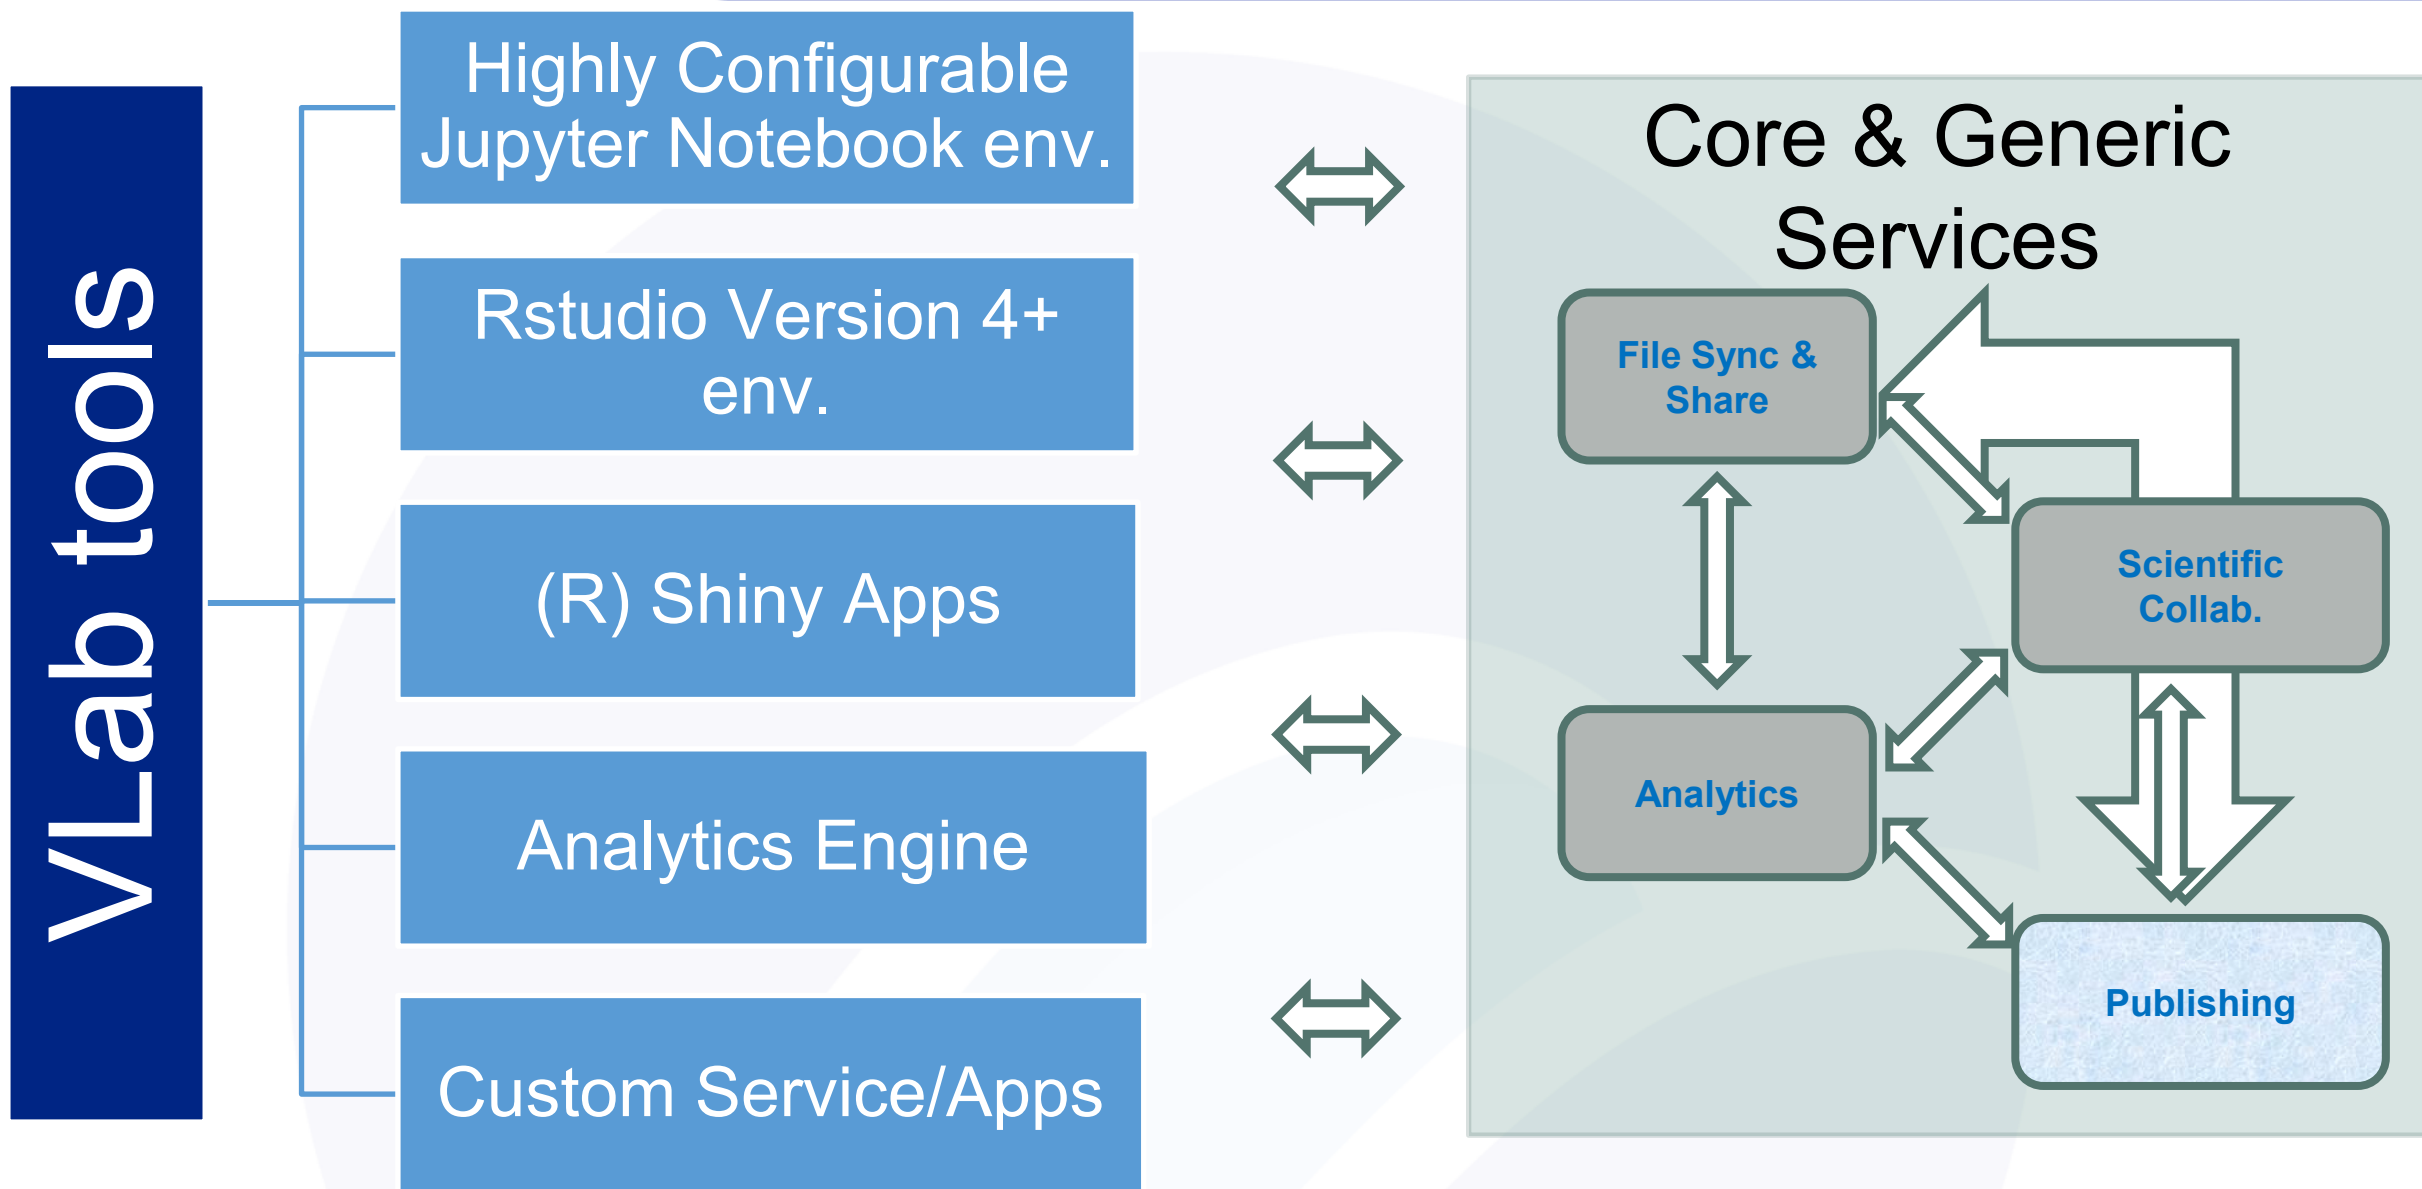 VLab tools
Highly Configurable
Jupyter Notebook env.
Rstudio Version 4+
env.
(R) Shiny Apps
Analytics Engine
Custom Service/Apps
Core & Generic
Services
File Sync &
Share
Scientific
Collab.
Analytics
Publishing